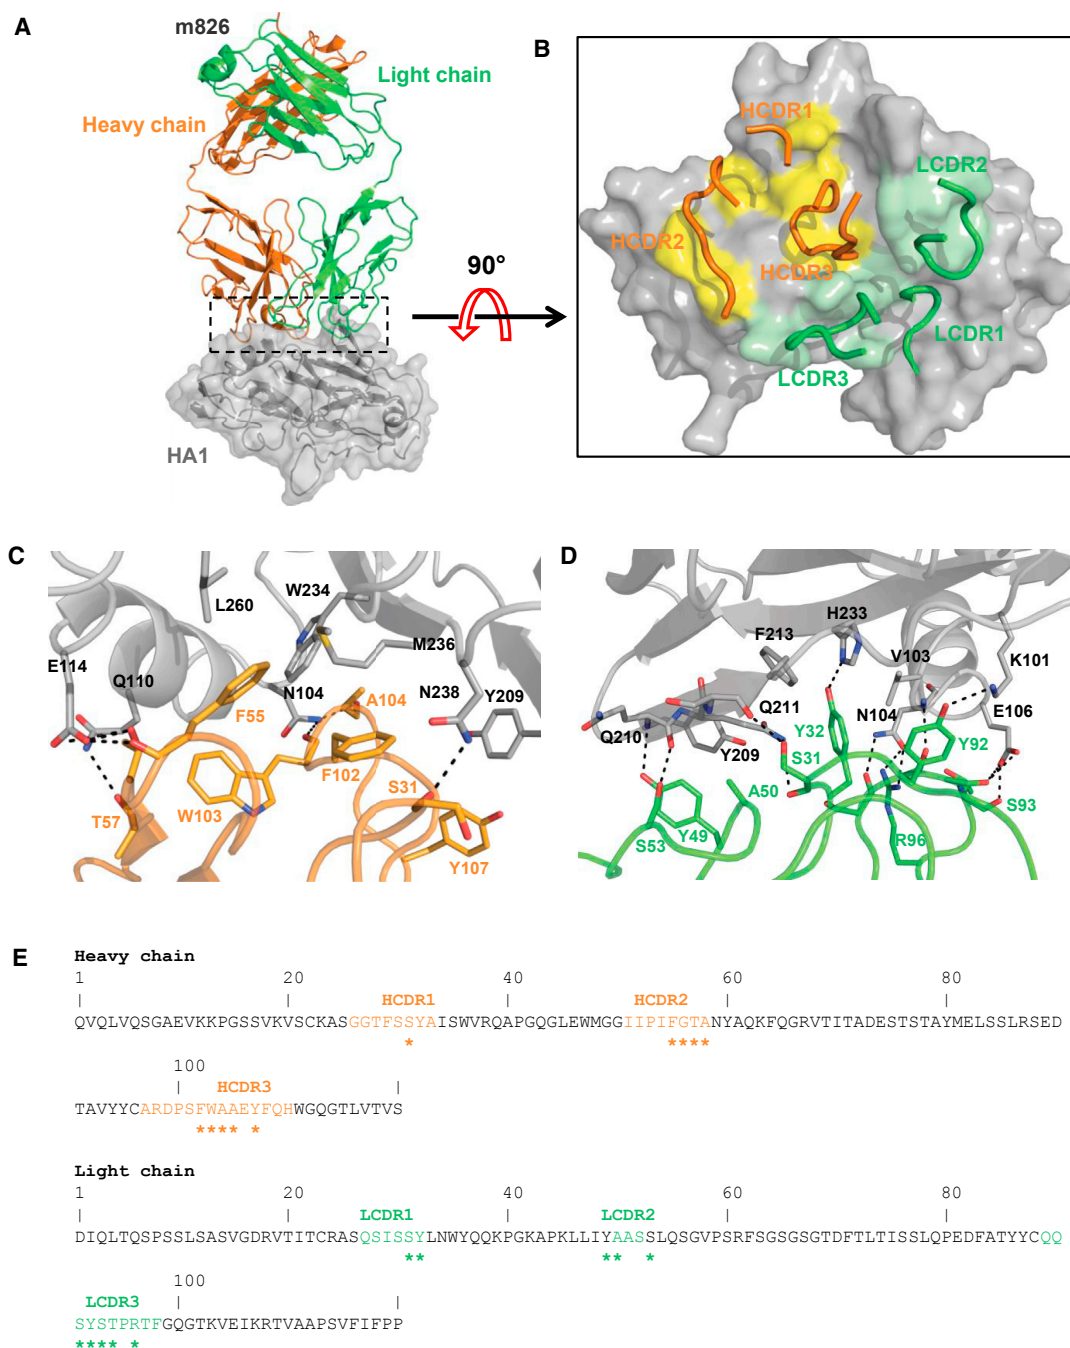 A
m826
Light chain
Heavy chain
HA1
90°
B
HCDR1
LCDR2
HCDR2
HCDR3
LCDR1
LCDR3
C
W234
L260
M236
E114
Q110
N104
A104
N238
Y209
F55
F102
S31
T57
W103
Y107
D
H233
F213
V103
K101
Q211
N104
E106
Q210
Y32
Y92
Y209
S31
A50
S93
Y49
R96
S53
E
Heavy chain
1 20 40 60 80
| | | | |
HCDR1 HCDR2
QVQLVQSGAEVKKPGSSVKVSCKASGGTFSSYAISWVRQAPGQGLEWMGGIIPIFGTANYAQKFQGRVTITADESTSTAYMELSSLRSED
* ****
100
| HCDR3 |
TAVYYCARDPSFWAAEYFQHWGQGTLVTVS
**** *
Light chain
1 20 40 60 80
| | | | |
LCDR1 LCDR2
DIQLTQSPSSLSASVGDRVTITCRASQSISSYLNWYQQKPGKAPKLLIYAASSLQSGVPSRFSGSGSGTDFTLTISSLQPEDFATYYCQQ
** ** *
100
LCDR3 | |
SYSTPRTFGQGTKVEIKRTVAAPSVFIFPP
**** *